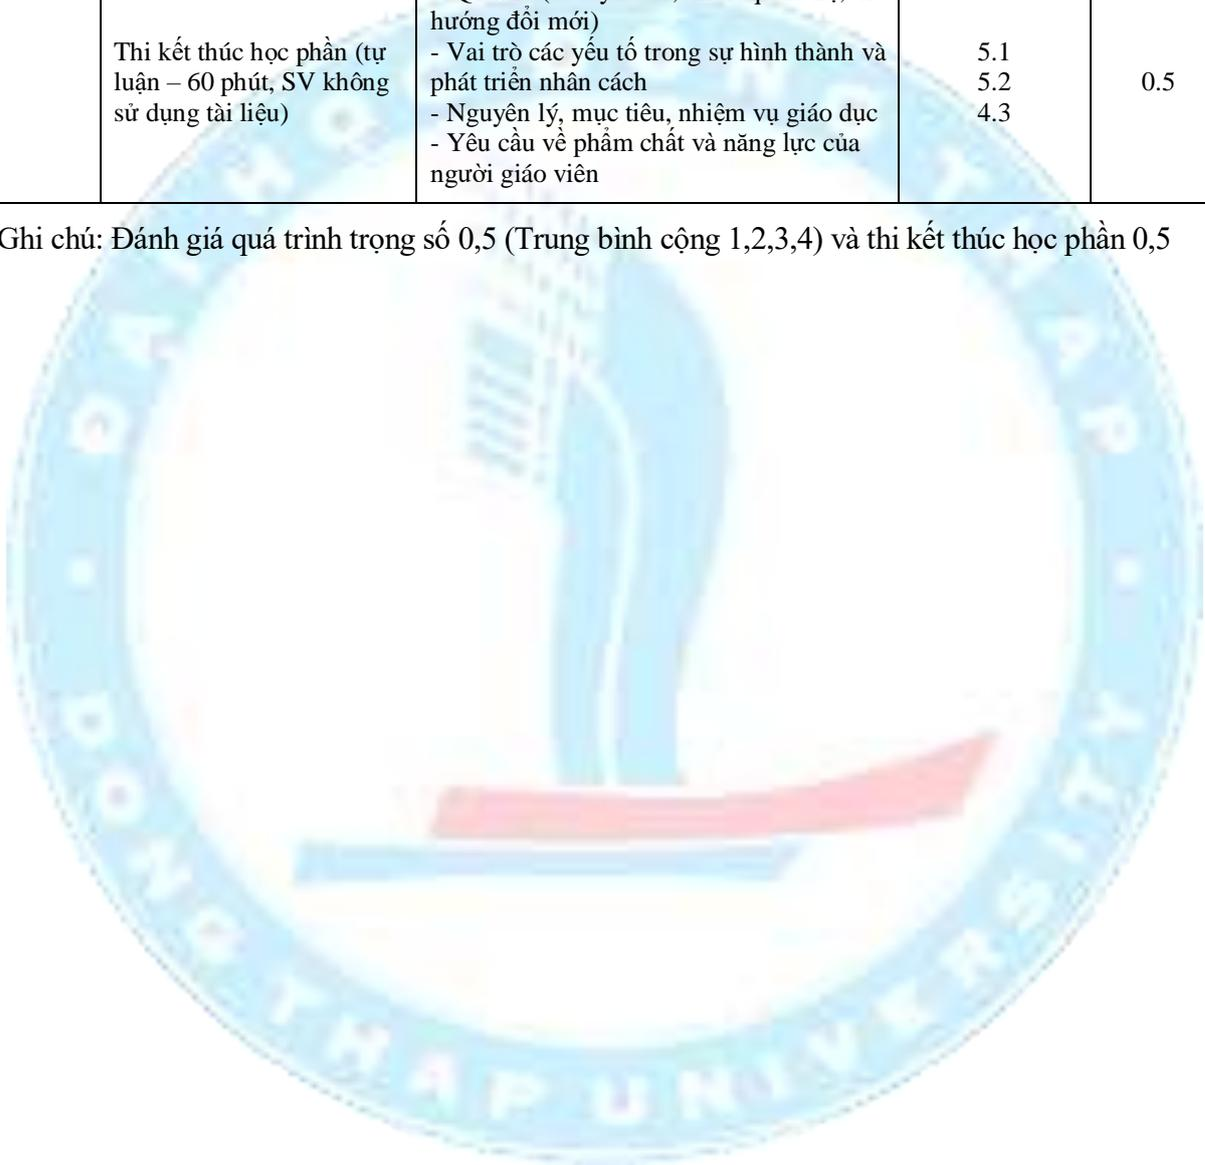 hướng đổi mới)
Thi kết thúc học phần (tự
luận – 60 phút, SV không
sử dụng tài liệu)
- Vai trò các yếu tố trong sự hình thành và
phát triển nhân cách
- Nguyên lý, mục tiêu, nhiệm vụ giáo dục
- Yêu cầu về phẩm chất và năng lực của
người giáo viên
5.1
5.2
4.3
0.5
Ghi chú: Đánh giá quá trình trọng số 0,5 (Trung bình cộng 1,2,3,4) và thi kết thúc học phần 0,5
DONG THAP UNIVERSITY